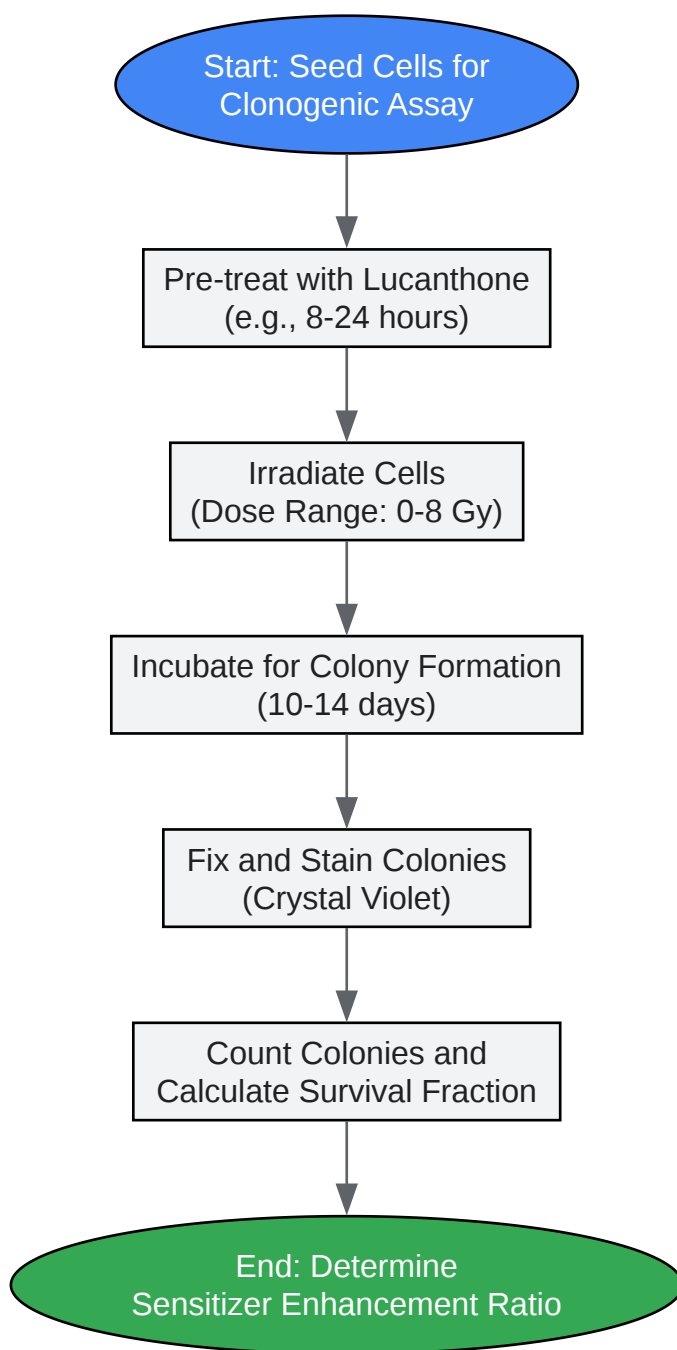 Start: Seed Cells for
Clonogenic Assay
Pre-treat with Lucanthone
(e.g., 8-24 hours)
Irradiate Cells
(Dose Range: 0-8 Gy)
Incubate for Colony Formation
(10-14 days)
Fix and Stain Colonies
(Crystal Violet)
Count Colonies and
Calculate Survival Fraction
End: Determine
Sensitizer Enhancement Ratio